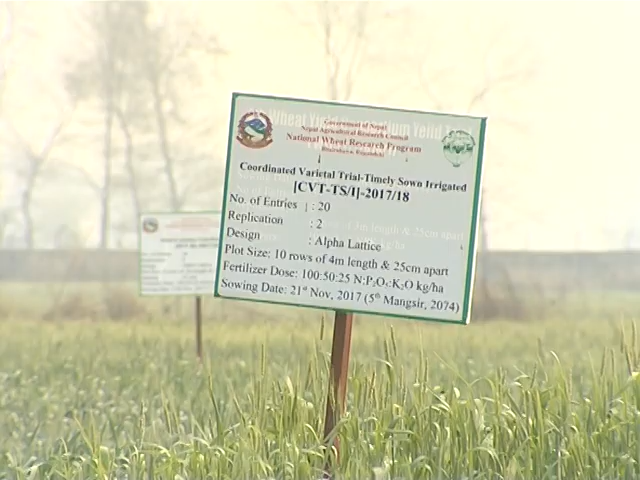 Government of Nepal
Nepal Agricultural Research Council
National Wheat Research Program
Coordinated Varietal Trial-Timely Sown Irrigated
[CVT-TS/I]-2017/18
No. of Entries : 20
Replication : 2
Design : Alpha Lattice
Plot Size: 10 rows of 4m length & 25cm apart
Fertilizer Dose: 100:50:25 N:P₂O₅:K₂O kg/ha
Sowing Date: 21ˢᵗ Nov, 2017 (5ᵗʰ Mangsir, 2074)